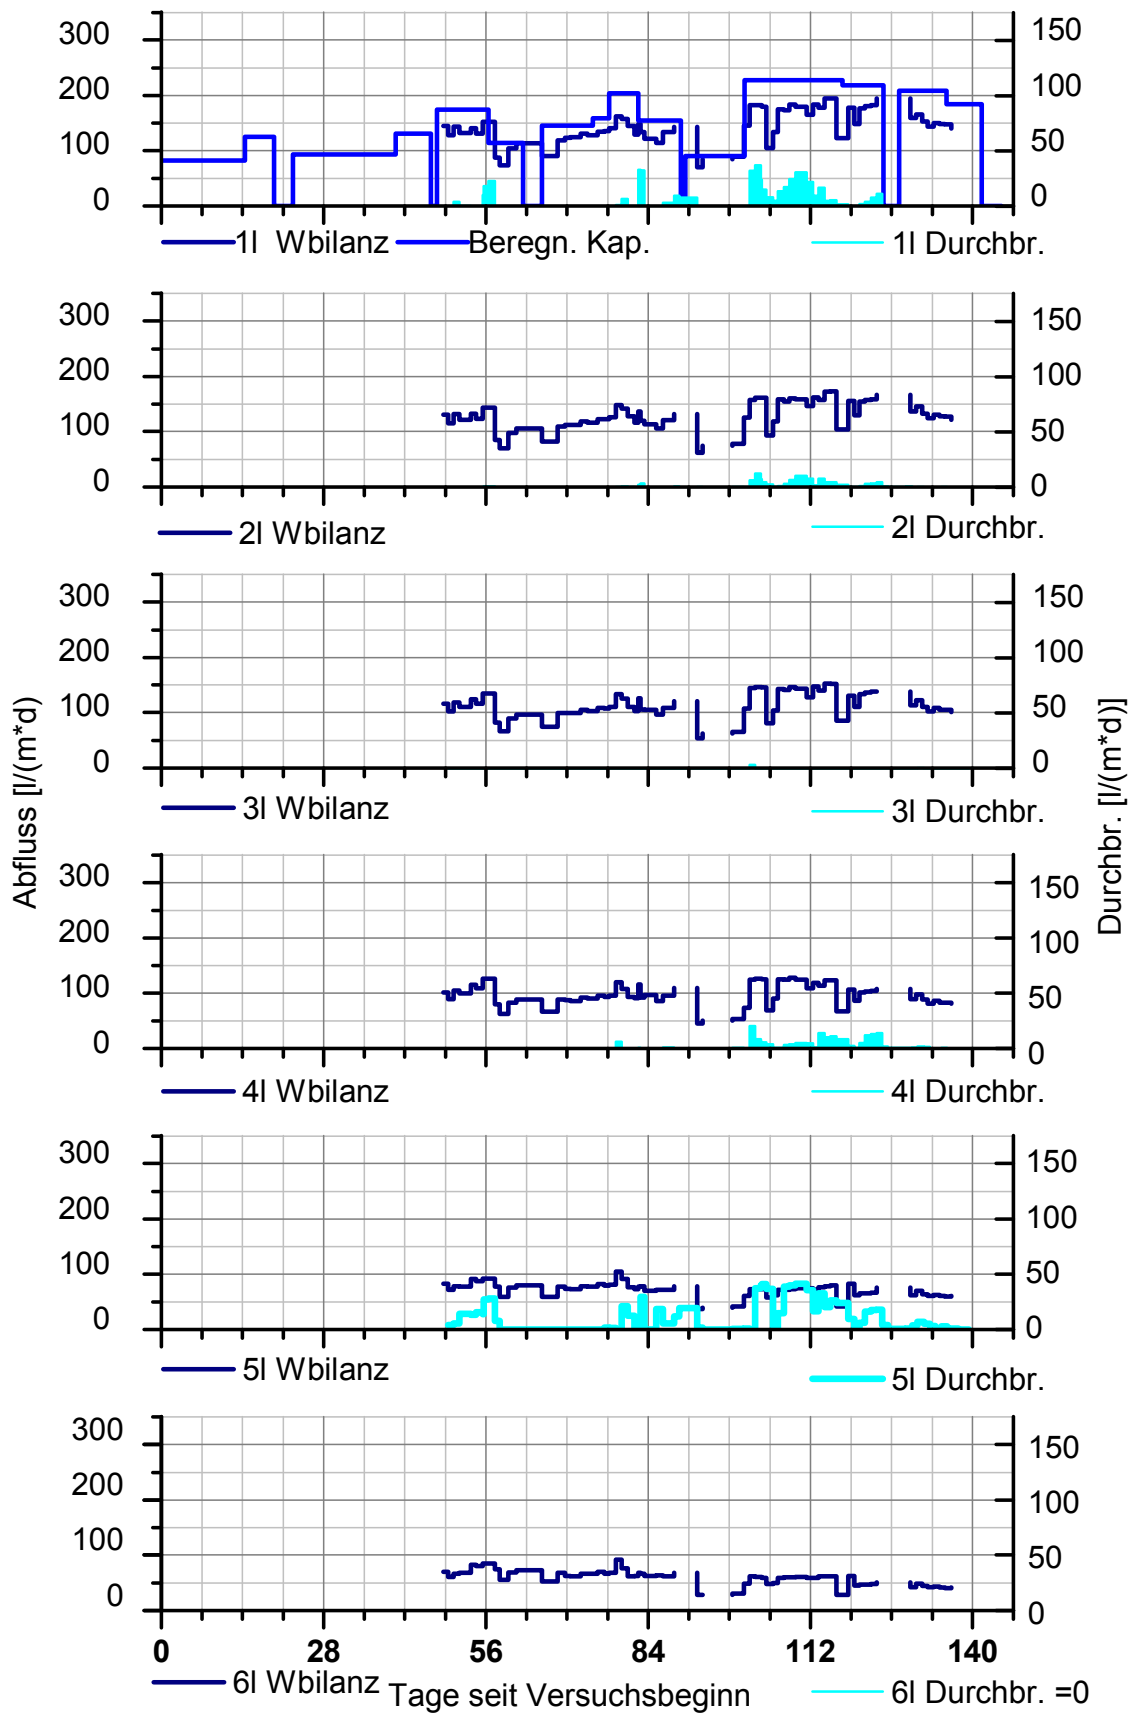 300 150
200 100
100 50
0 0
1l Wbilanz Beregn. Kap. 1l Durchbr.
300 150
200 100
100 50
0 0
2l Wbilanz 2l Durchbr.
300 150
200 100
100 50
0 0
3l Wbilanz 3l Durchbr.
Abfluss [l/(m*d)
Durchbr. [l/(m*d)]
300 150
200 100
100 50
0 0
4l Wbilanz 4l Durchbr.
300 150
200 100
100 50
0 0
5l Wbilanz 5l Durchbr.
300 150
200 100
100 50
0 0
0 28 56 84 112 140
6l Wbilanz Tage seit Versuchsbeginn 6l Durchbr. =0